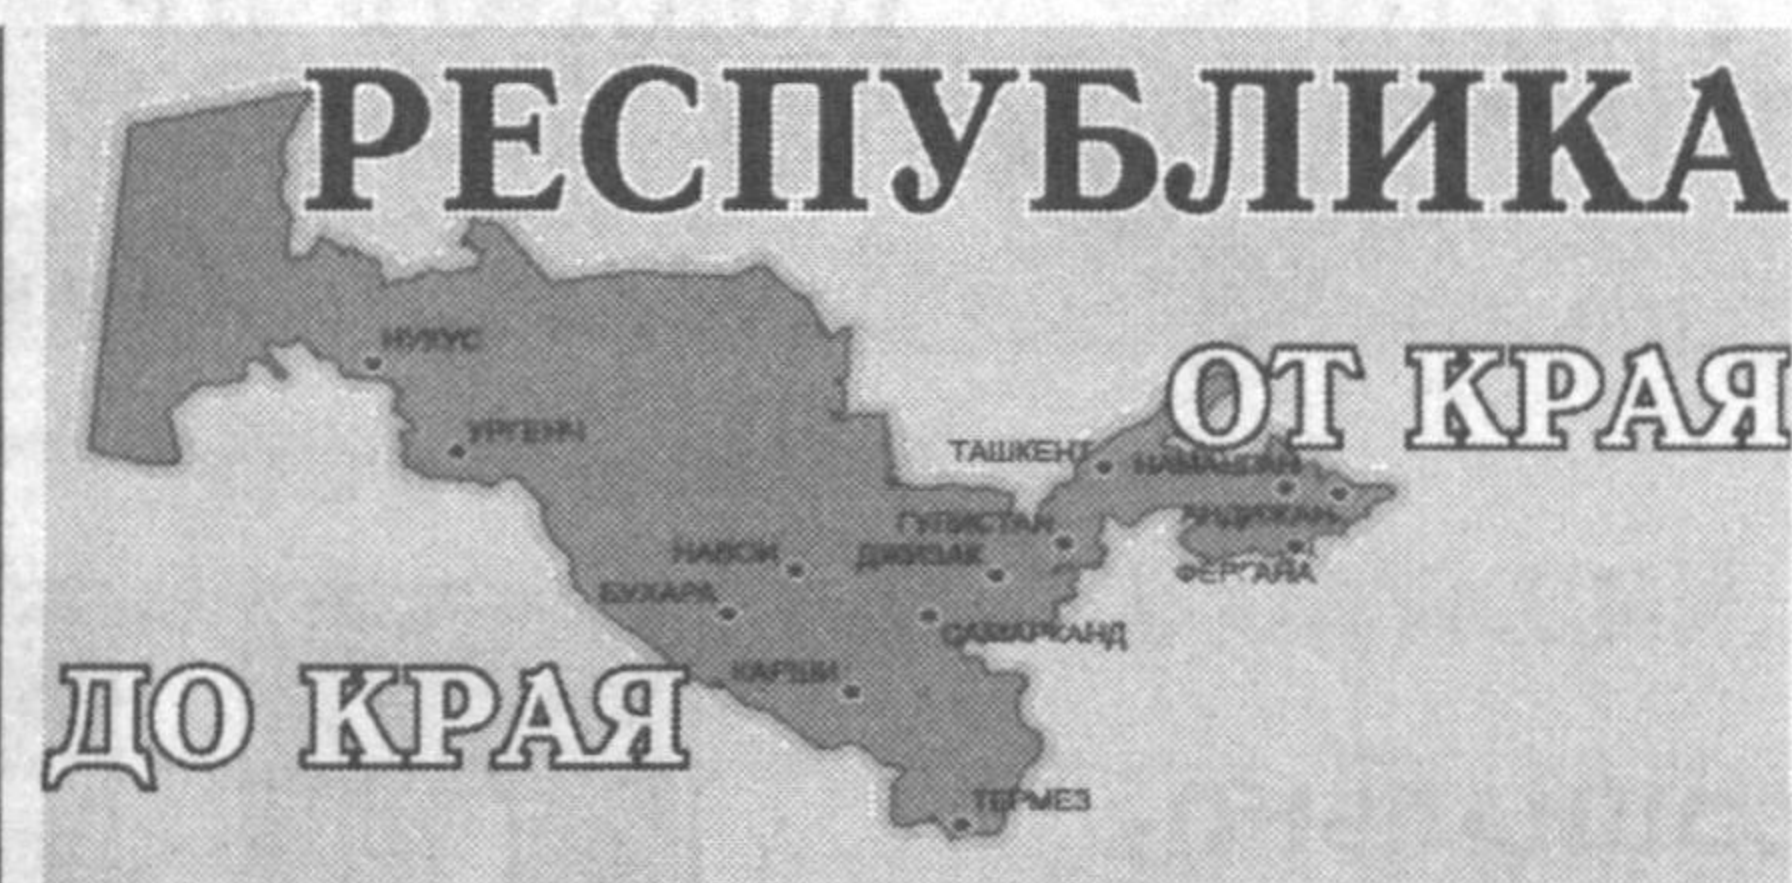 РЕСПУБЛИКА
ОТ КРАЯ
ДО КРАЯ
НУКУС
УРГЕНЧ
ТАШКЕНТ
НАМАНГАН
ГУЛИСТАН
АНДИЖАН
НАВОИ
ДЖИЗАК
ФЕРГАНА
БУХАРА
САМАРКАНД
КАРШИ
ТЕРМЕЗ